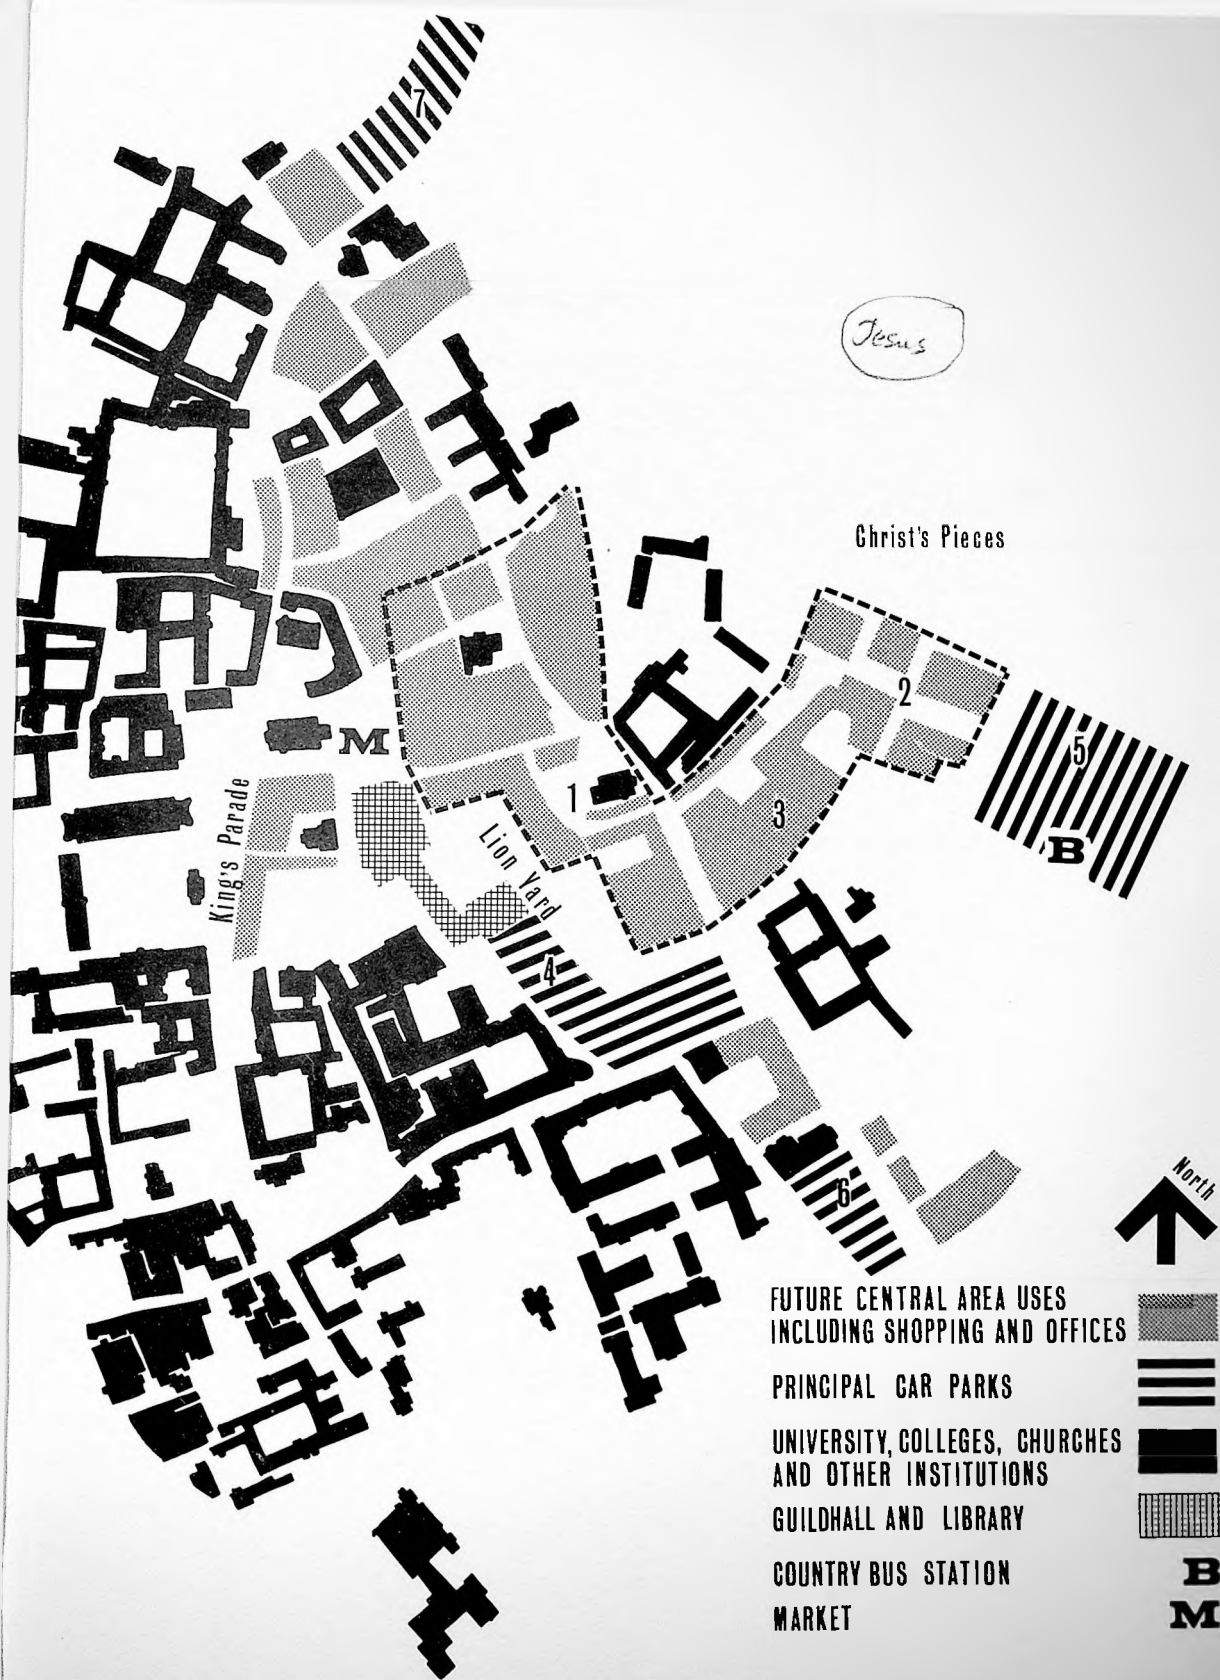 7
Jesus
Christ's Pieces
2
5
M
1
3
B
King's Parade
Lion Yard
4
6
North
FUTURE CENTRAL AREA USES
INCLUDING SHOPPING AND OFFICES
PRINCIPAL CAR PARKS
UNIVERSITY, COLLEGES, CHURCHES
AND OTHER INSTITUTIONS
GUILDHALL AND LIBRARY
COUNTRY BUS STATION B
MARKET M